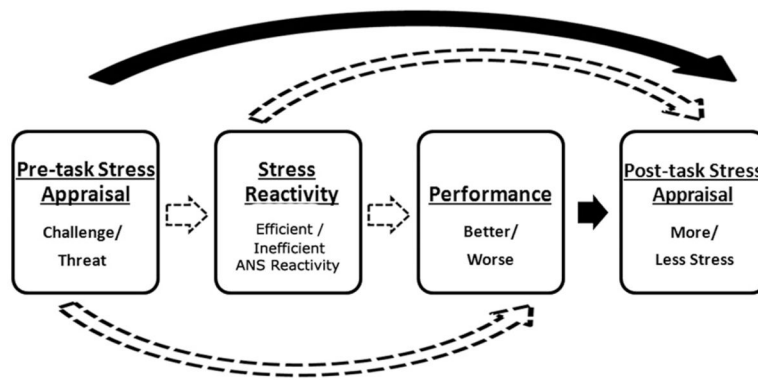 Pre-task Stress
Appraisal
Challenge/
Threat
Stress
Reactivity
Efficient /
Inefficient
ANS Reactivity
Performance
Better/
Worse
Post-task Stress
Appraisal
More/
Less Stress